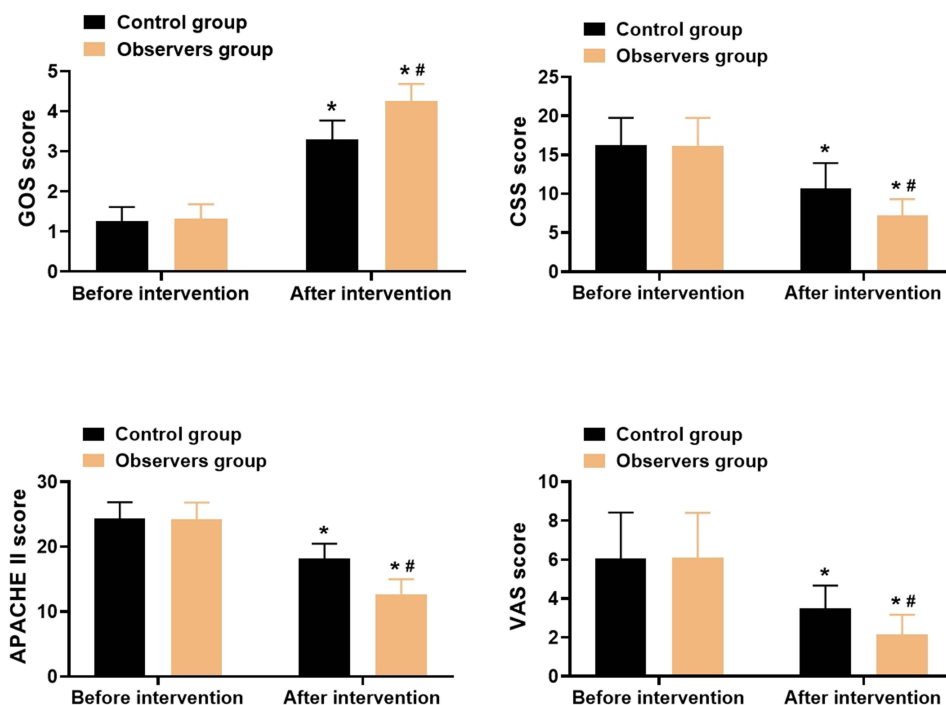 Control group
Observers group
GOS score
5
4
3
2
1
0
*
* #
Before intervention
After intervention
Control group
Observers group
CSS score
25
20
15
10
5
0
*
* #
Before intervention
After intervention
Control group
Observers group
APACHE II score
30
20
10
0
*
* #
Before intervention
After intervention
Control group
Observers group
VAS score
10
8
6
4
2
0
*
* #
Before intervention
After intervention